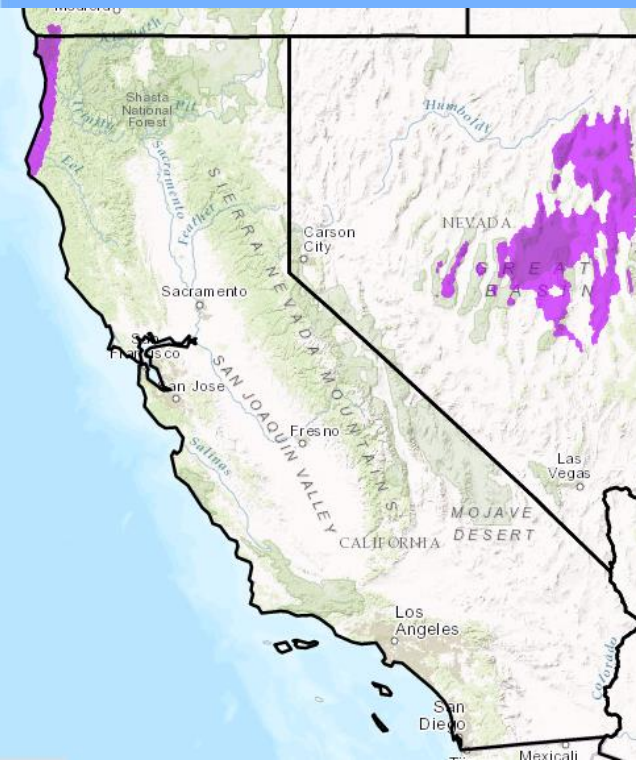 Klamath
Shasta
National
Forest
Pit
Trinity
Humboldt
Eel
Sacramento
Feather
SIERRA NEVADA MOUNTAINS
NEVADA
Carson
City
GREAT
BASIN
Sacramento
San
Francisco
San Jose
SAN JOAQUIN VALLEY
Fresno
Salinas
Las
Vegas
MOJAVE
DESERT
CALIFORNIA
Los
Angeles
Colorado
San
Diego
Mexicali